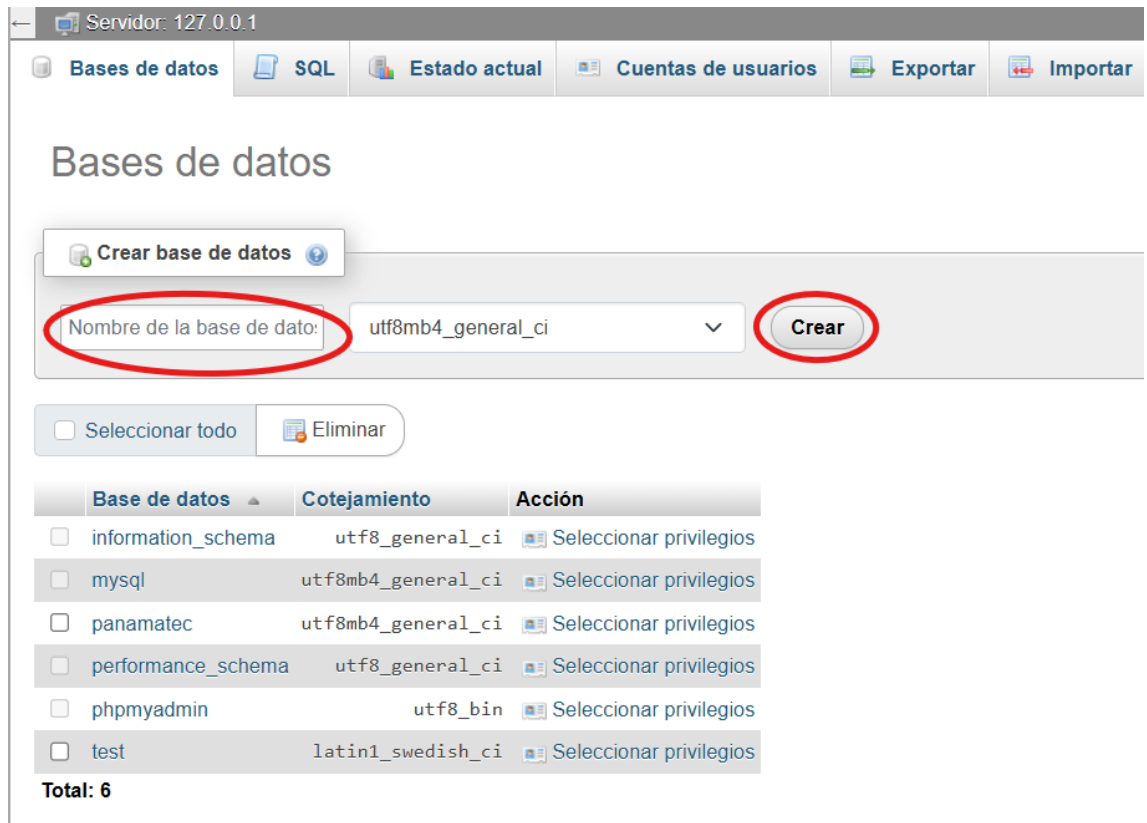 ← Servidor: 127.0.0.1
Bases de datos SQL Estado actual Cuentas de usuarios Exportar Importar
Bases de datos
Crear base de datos
Nombre de la base de datos utf8mb4_general_ci Crear
Seleccionar todo Eliminar
Base de datos Cotejamiento Acción
information_schema utf8_general_ci Seleccionar privilegios
mysql utf8mb4_general_ci Seleccionar privilegios
panamatec utf8mb4_general_ci Seleccionar privilegios
performance_schema utf8_general_ci Seleccionar privilegios
phpmyadmin utf8_bin Seleccionar privilegios
test latin1_swedish_ci Seleccionar privilegios
Total: 6